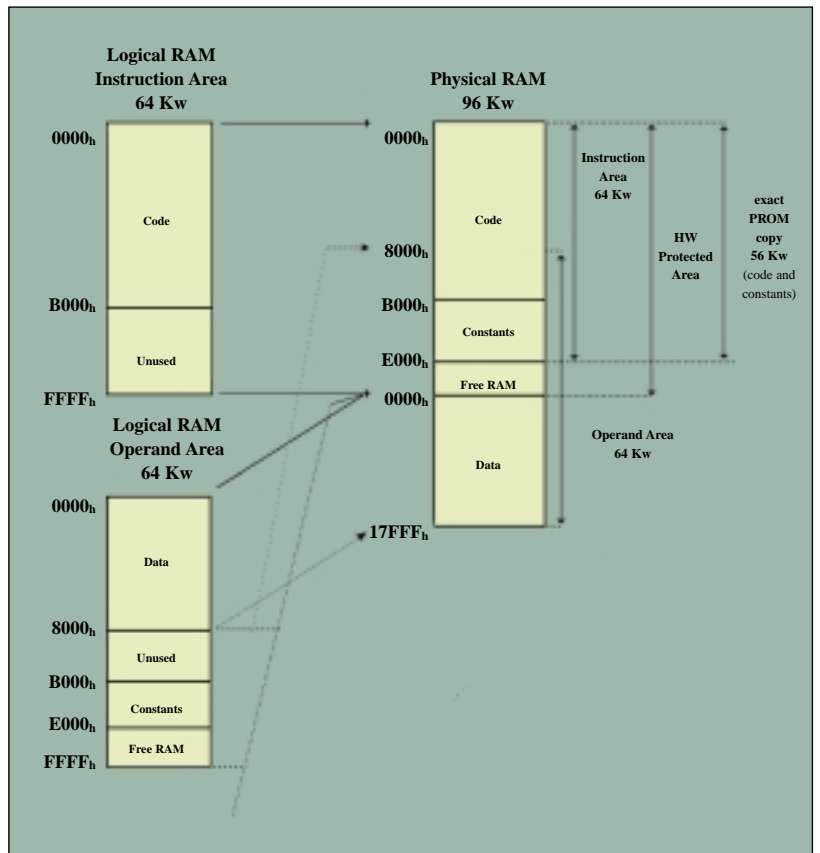 Logical RAM
Instruction Area
64 Kw
0000h
Code
B000h
Unused
FFFFh
Logical RAM
Operand Area
64 Kw
0000h
Data
8000h
Unused
B000h
Constants
E000h
Free RAM
FFFFh
Physical RAM
96 Kw
0000h
Code
8000h
B000h
Constants
E000h
Free RAM
0000h
Data
17FFFh
Instruction
Area
64 Kw
HW
Protected
Area
exact
PROM
copy
56 Kw
(code and
constants)
Operand Area
64 Kw